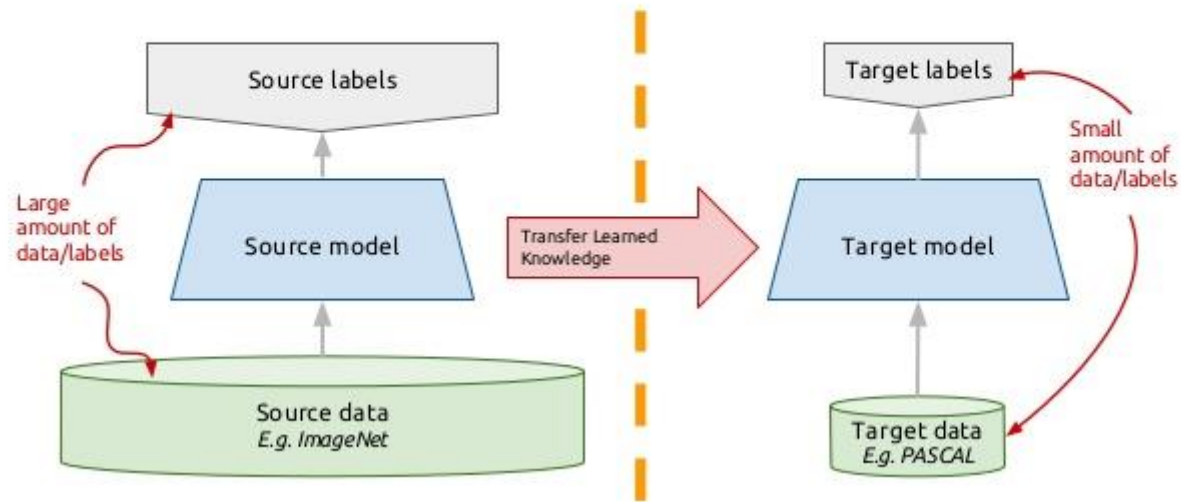 Source labels
Target labels
Large
amount of
data/labels
Small
amount of
data/labels
Source model
Transfer Learned
Knowledge
Target model
Source data
E.g. ImageNet
Target data
E.g. PASCAL